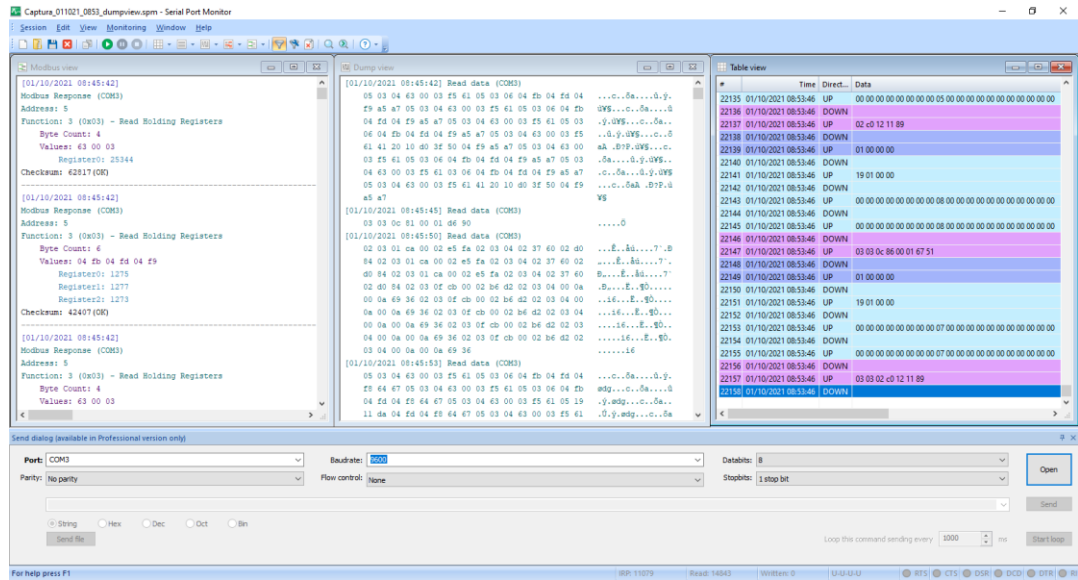 Captura_011021_0853_dumpview.spm - Serial Port Monitor
Session Edit View Monitoring Window Help
Modbus view
[01/10/2021 08:45:42]
Modbus Response (COM3)
Address: 5
Function: 3 (0x03) - Read Holding Registers
Byte Count: 4
Values: 63 00 03
Register0: 25344
Checksum: 62817(OK)
[01/10/2021 08:45:42]
Modbus Response (COM3)
Address: 5
Function: 3 (0x03) - Read Holding Registers
Byte Count: 6
Values: 04 fb 04 fd 04 f9
Register0: 1275
Register1: 1277
Register2: 1273
Checksum: 42407(OK)
[01/10/2021 08:45:42]
Modbus Response (COM3)
Address: 5
Function: 3 (0x03) - Read Holding Registers
Byte Count: 4
Values: 63 00 03
Dump view
[01/10/2021 08:45:42] Read data (COM3)
05 03 04 63 00 03 f5 61 05 03 06 04 fb 04 fd 04
f9 a5 a7 05 03 04 63 00 03 f5 61 05 03 06 04 fb
04 fd 04 f9 a5 a7 05 03 04 63 00 03 f5 61 05 03
06 04 fb 04 fd 04 f9 a5 a7 05 03 04 63 00 03 f5
61 41 20 10 d0 3f 50 04 f9 a5 a7 05 03 04 63 00
03 f5 61 05 03 06 04 fb 04 fd 04 f9 a5 a7 05 03
04 63 00 03 f5 61 05 03 06 04 fb 04 fd 04 f9 a5 a7
05 03 04 63 00 03 f5 61 41 20 10 d0 3f 50 04 f9
a5 a7
[01/10/2021 08:45:45] Read data (COM3)
03 03 0c 81 00 01 d6 90
[01/10/2021 08:45:50] Read data (COM3)
02 03 01 ca 00 02 e5 fa 02 03 04 02 37 60 02 d0
84 02 03 01 ca 00 02 e5 fa 02 03 04 02 37 60 02
d0 84 02 03 01 ca 00 02 e5 fa 02 03 04 02 37 60
02 d0 84 02 03 0f cb 00 02 b6 d2 02 03 04 00 0a
00 0a 69 36 02 03 0f cb 00 02 b6 d2 02 03 04 00
0a 00 0a 69 36 02 03 0f cb 00 02 b6 d2 02 03 04
00 0a 00 0a 69 36 02 03 0f cb 00 02 b6 d2 02 03
04 00 0a 00 0a 69 36 02 03 0f cb 00 02 b6 d2 02
03 04 00 0a 00 0a 69 36
[01/10/2021 08:45:53] Read data (COM3)
05 03 04 63 00 03 f5 61 05 03 06 04 fb 04 fd 04
f8 64 67 05 03 04 63 00 03 f5 61 05 03 06 04 fb
04 fd 04 f8 64 67 05 03 04 63 00 03 f5 61 05 19
11 da 04 fd 04 f8 64 67 05 03 04 63 00 03 f5 61
Table view
# Time Direct... Data
22135 01/10/2021 08:53:46 UP 00 00 00 00 00 00 00 00 05 00 00 00 00 00 00 00 00 00 00 00
22136 01/10/2021 08:53:46 DOWN
22137 01/10/2021 08:53:46 UP 02 c0 12 11 89
22138 01/10/2021 08:53:46 DOWN
22139 01/10/2021 08:53:46 UP 01 00 00 00
22140 01/10/2021 08:53:46 DOWN
22141 01/10/2021 08:53:46 UP 19 01 00 00
22142 01/10/2021 08:53:46 DOWN
22143 01/10/2021 08:53:46 UP 00 00 00 00 00 00 00 00 08 00 00 00 00 00 00 00 00 00 00 00
22144 01/10/2021 08:53:46 DOWN
22145 01/10/2021 08:53:46 UP 00 00 00 00 00 00 00 00 08 00 00 00 00 00 00 00 00 00 00 00
22146 01/10/2021 08:53:46 DOWN
22147 01/10/2021 08:53:46 UP 03 03 0c 86 00 01 67 51
22148 01/10/2021 08:53:46 DOWN
22149 01/10/2021 08:53:46 UP 01 00 00 00
22150 01/10/2021 08:53:46 DOWN
22151 01/10/2021 08:53:46 UP 19 01 00 00
22152 01/10/2021 08:53:46 DOWN
22153 01/10/2021 08:53:46 UP 00 00 00 00 00 00 00 00 07 00 00 00 00 00 00 00 00 00 00 00
22154 01/10/2021 08:53:46 DOWN
22155 01/10/2021 08:53:46 UP 00 00 00 00 00 00 00 00 07 00 00 00 00 00 00 00 00 00 00 00
22156 01/10/2021 08:53:46 DOWN
22157 01/10/2021 08:53:46 UP 03 03 02 c0 12 11 89
22158 01/10/2021 08:53:46 DOWN
Send dialog (available in Professional version only)
Port: COM3 Baudrate: 9600 Databits: 8 Open
Parity: No parity Flow control: None Stopbits: 1 stop bit
Send
String Hex Dec Oct Bin
Send file Loop this command sending every 1000 ms Start loop
For help press F1 IRP: 11079 Read: 14843 Written: 0 U-U-U-U RTS CTS DSR DCD DTR RI